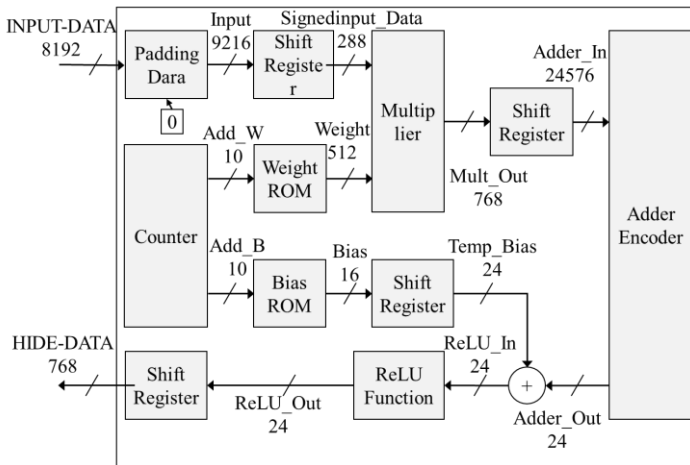 INPUT-DATA
8192
Padding
Dara
0
Input
9216
Shift
Registe
r
Signedinput_Data
288
Multip
lier
Mult_Out
768
Shift
Register
Adder_In
24576
Adder
Encoder
Counter
Add_W
10
Weight
ROM
Weight
512
Add_B
10
Bias
ROM
Bias
16
Shift
Register
Temp_Bias
24
+
Adder_Out
24
ReLU_In
24
ReLU
Function
ReLU_Out
24
Shift
Register
HIDE-DATA
768